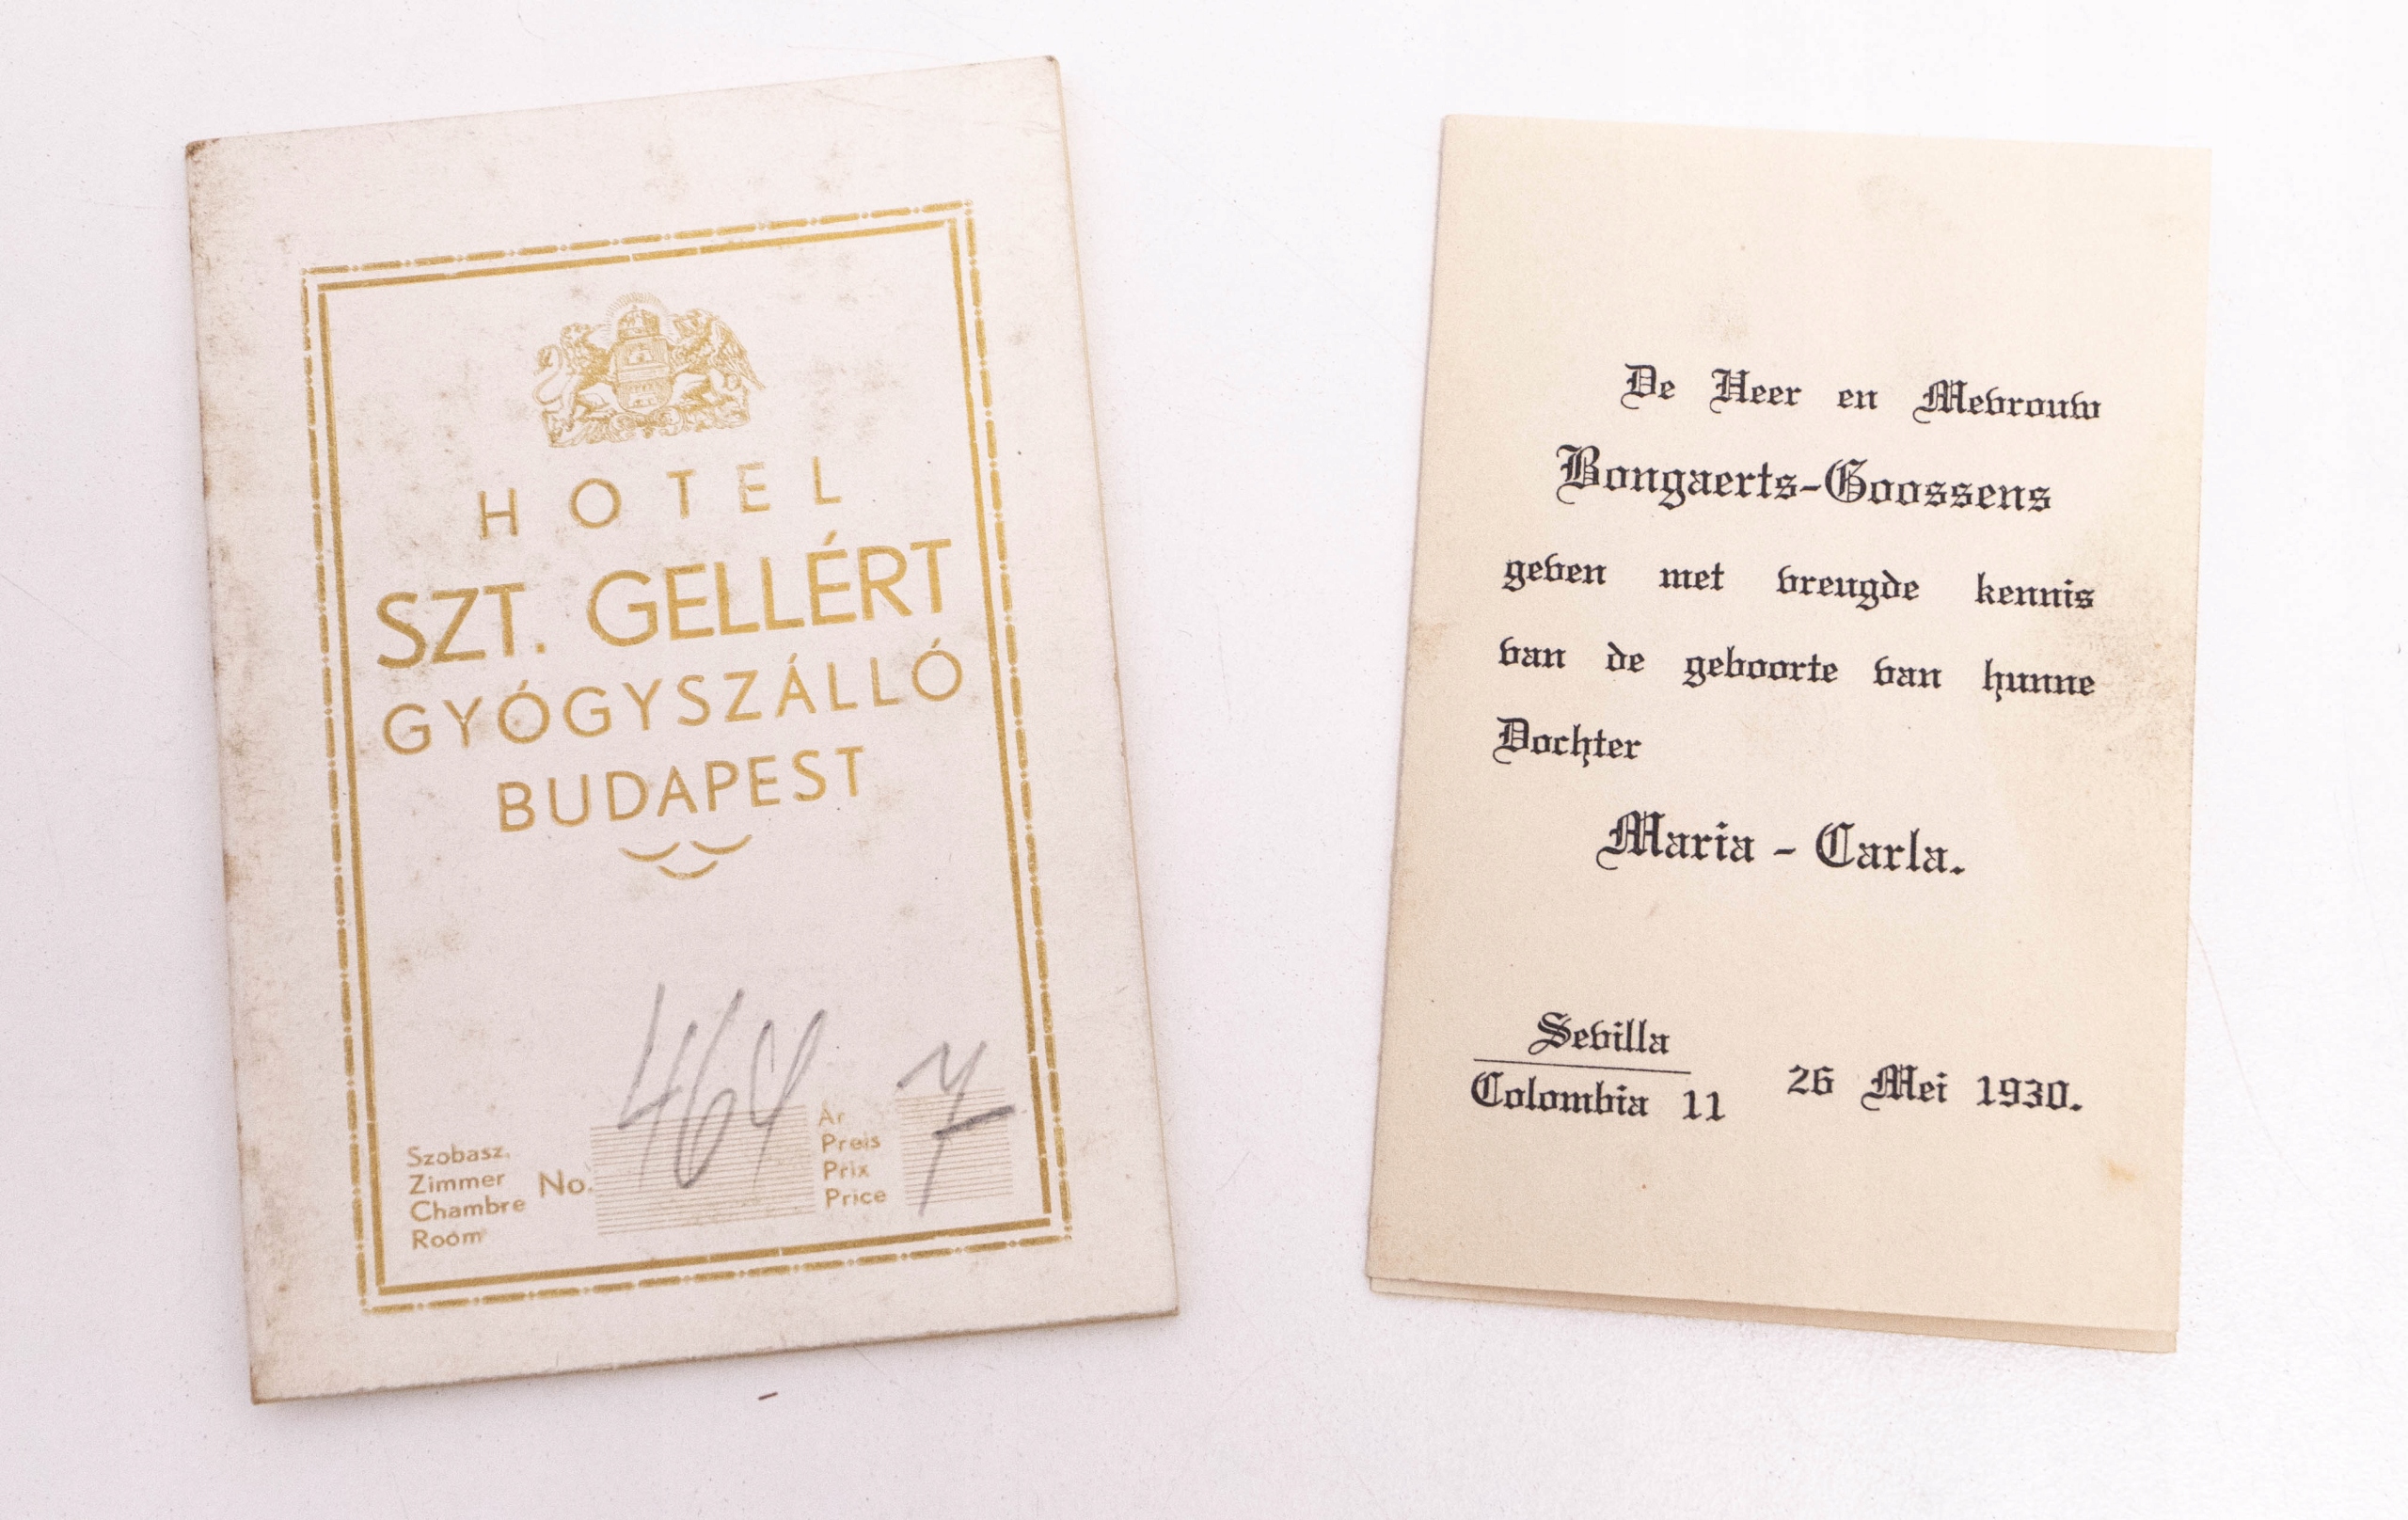 HOTEL
SZT. GELLÉRT
GYÓGYSZÁLLÓ
BUDAPEST
Szobasz.
Zimmer
Chambre
Room
No. 464
Ár
Preis
Prix
Price
7
De Heer en Mevrouw
Bongaerts-Goossens
geven met vreugde kennis
van de geboorte van hunne
Dochter
Maria - Carla.
Sevilla
Colombia 11
26 Mei 1930.